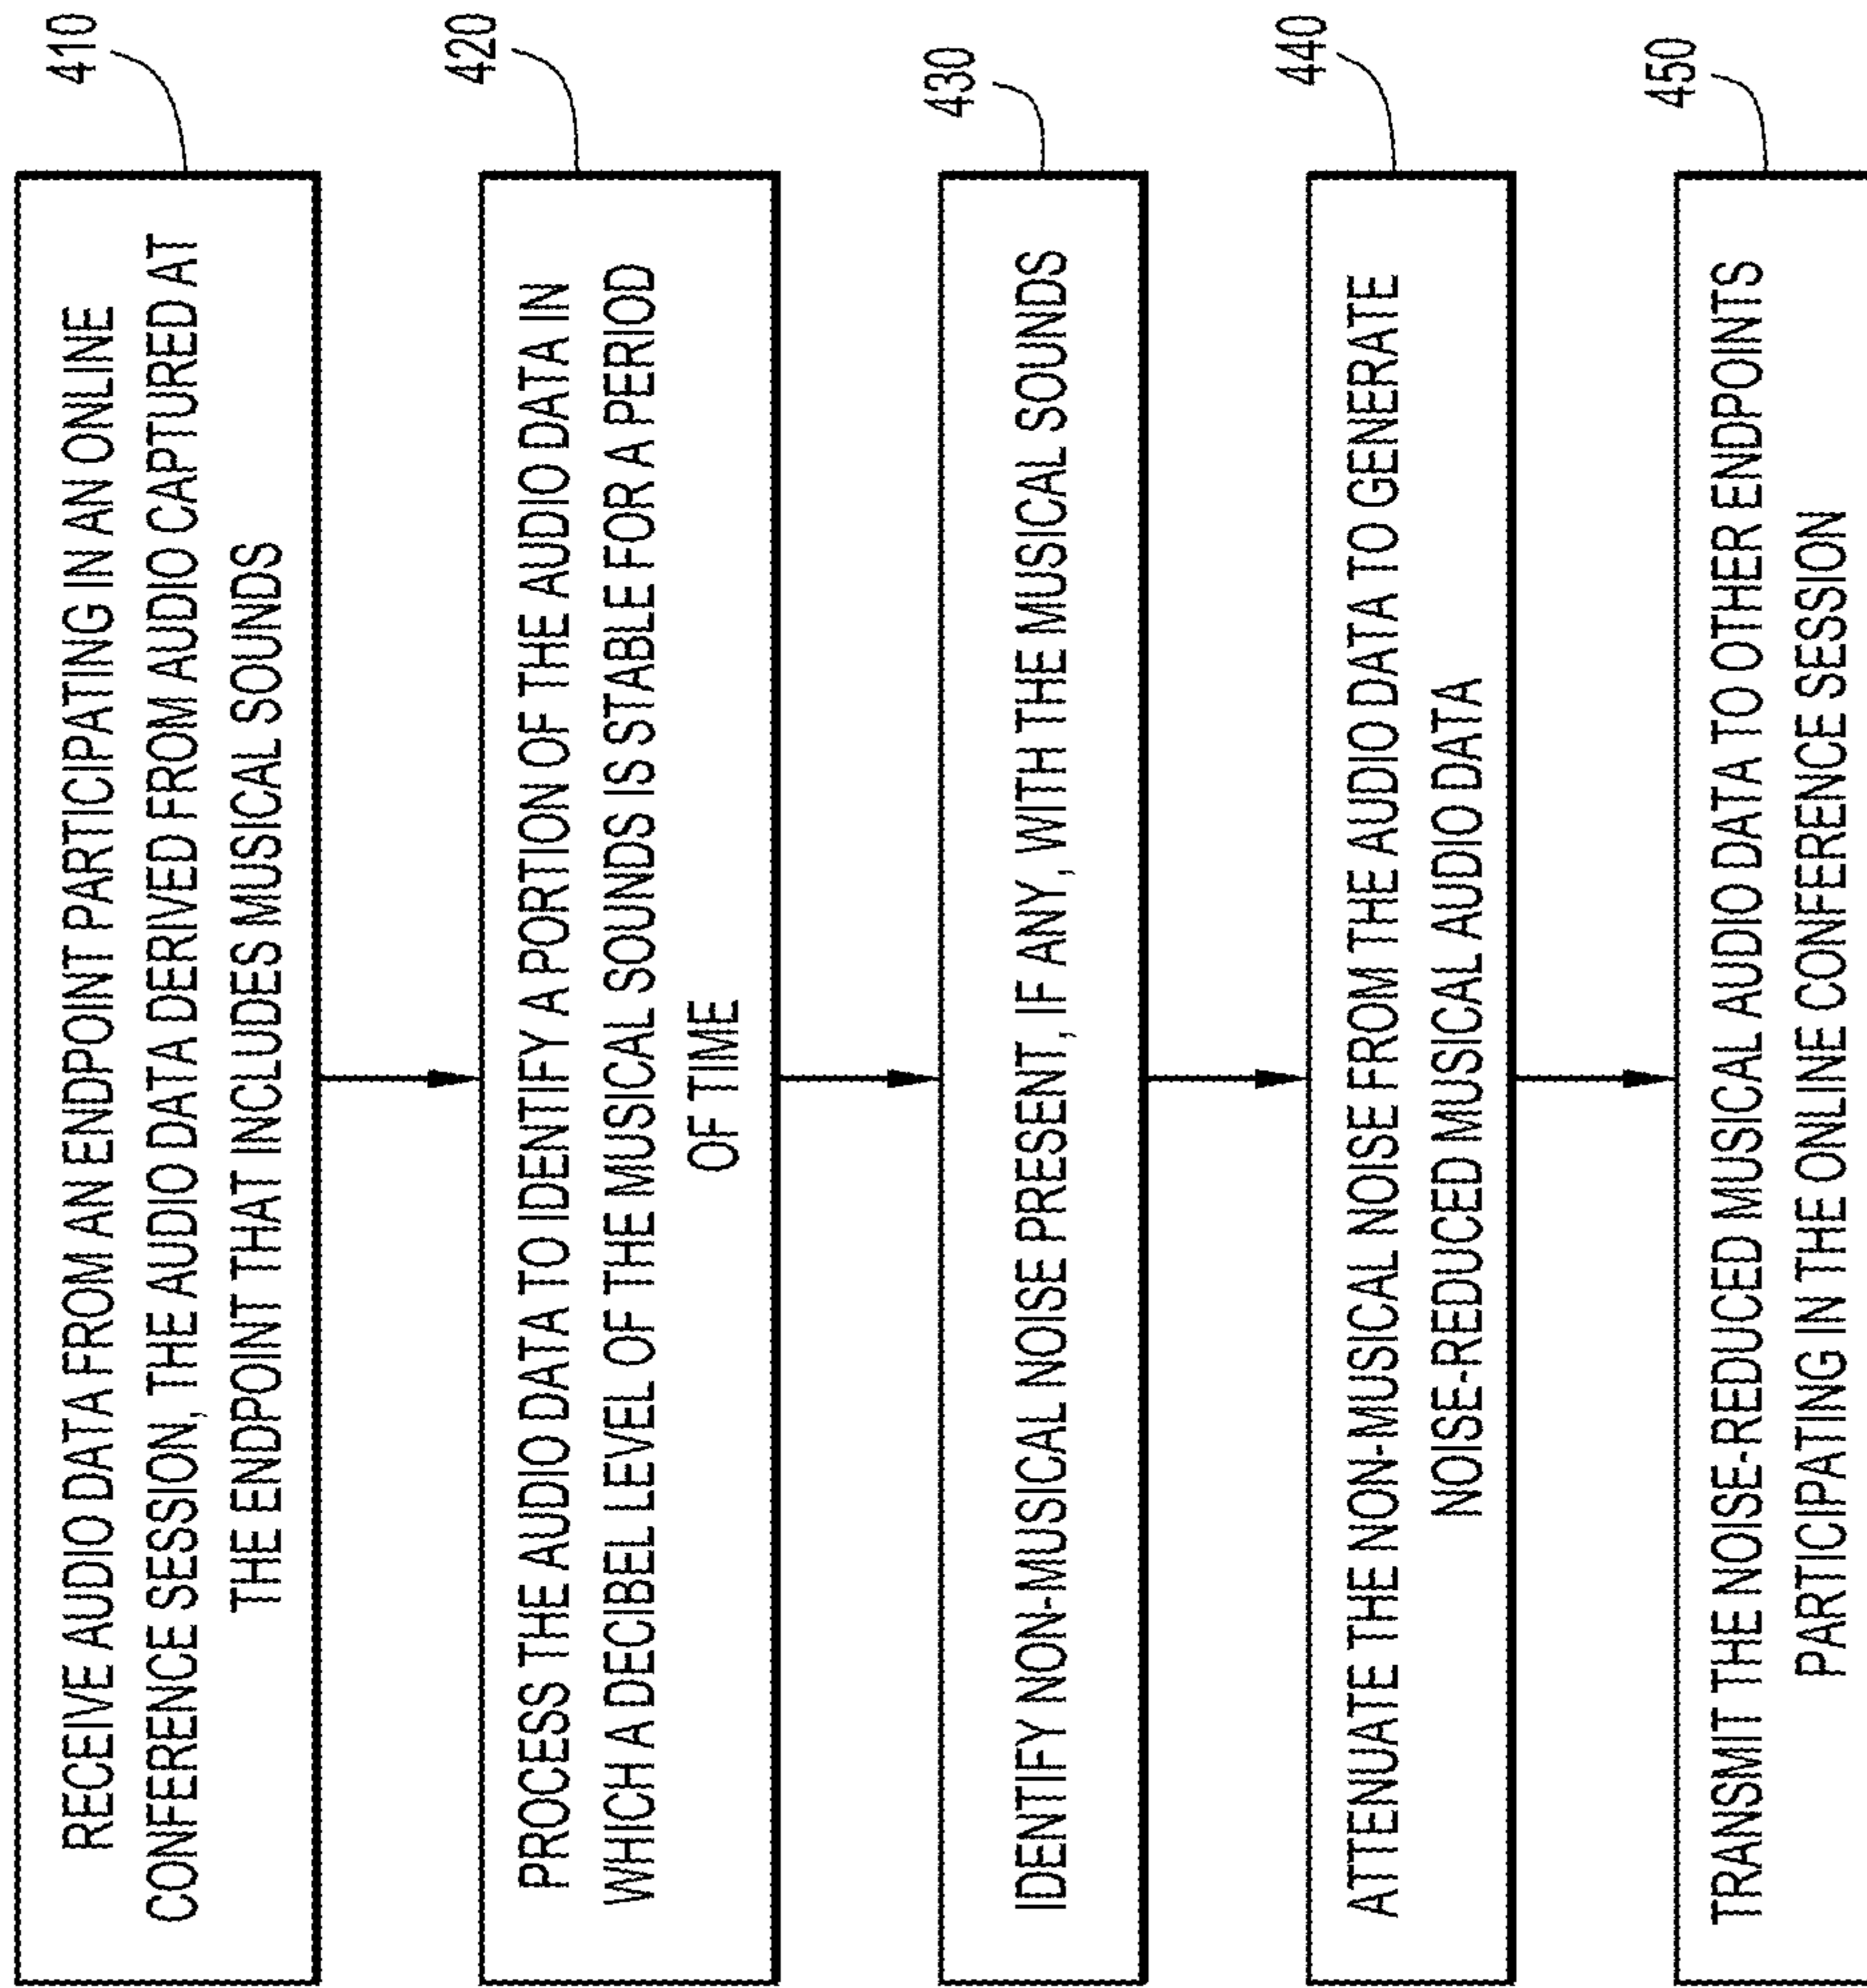 410
RECEIVE AUDIO DATA FROM AN ENDPOINT PARTICIPATING IN AN ONLINE
CONFERENCE SESSION, THE AUDIO DATA DERIVED FROM AUDIO CAPTURED AT
THE ENDPOINT THAT INCLUDES MUSICAL SOUNDS
420
PROCESS THE AUDIO DATA TO IDENTIFY A PORTION OF THE AUDIO DATA IN
WHICH A DECIBEL LEVEL OF THE MUSICAL SOUNDS IS STABLE FOR A PERIOD
OF TIME
430
IDENTIFY NON-MUSICAL NOISE PRESENT, IF ANY, WITH THE MUSICAL SOUNDS
440
ATTENUATE THE NON-MUSICAL NOISE FROM THE AUDIO DATA TO GENERATE
NOISE-REDUCED MUSICAL AUDIO DATA
450
TRANSMIT THE NOISE-REDUCED MUSICAL AUDIO DATA TO OTHER ENDPOINTS
PARTICIPATING IN THE ONLINE CONFERENCE SESSION